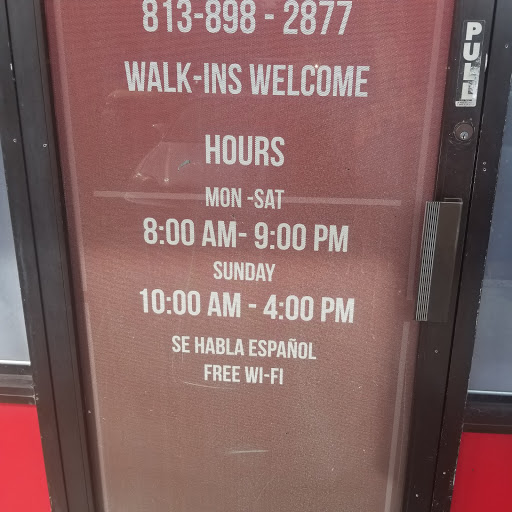 813-898 - 2877
WALK-INS WELCOME
HOURS
MON -SAT
8:00 AM- 9:00 PM
SUNDAY
10:00 AM - 4:00 PM
SE HABLA ESPAÑOL
FREE WI-FI
PULL